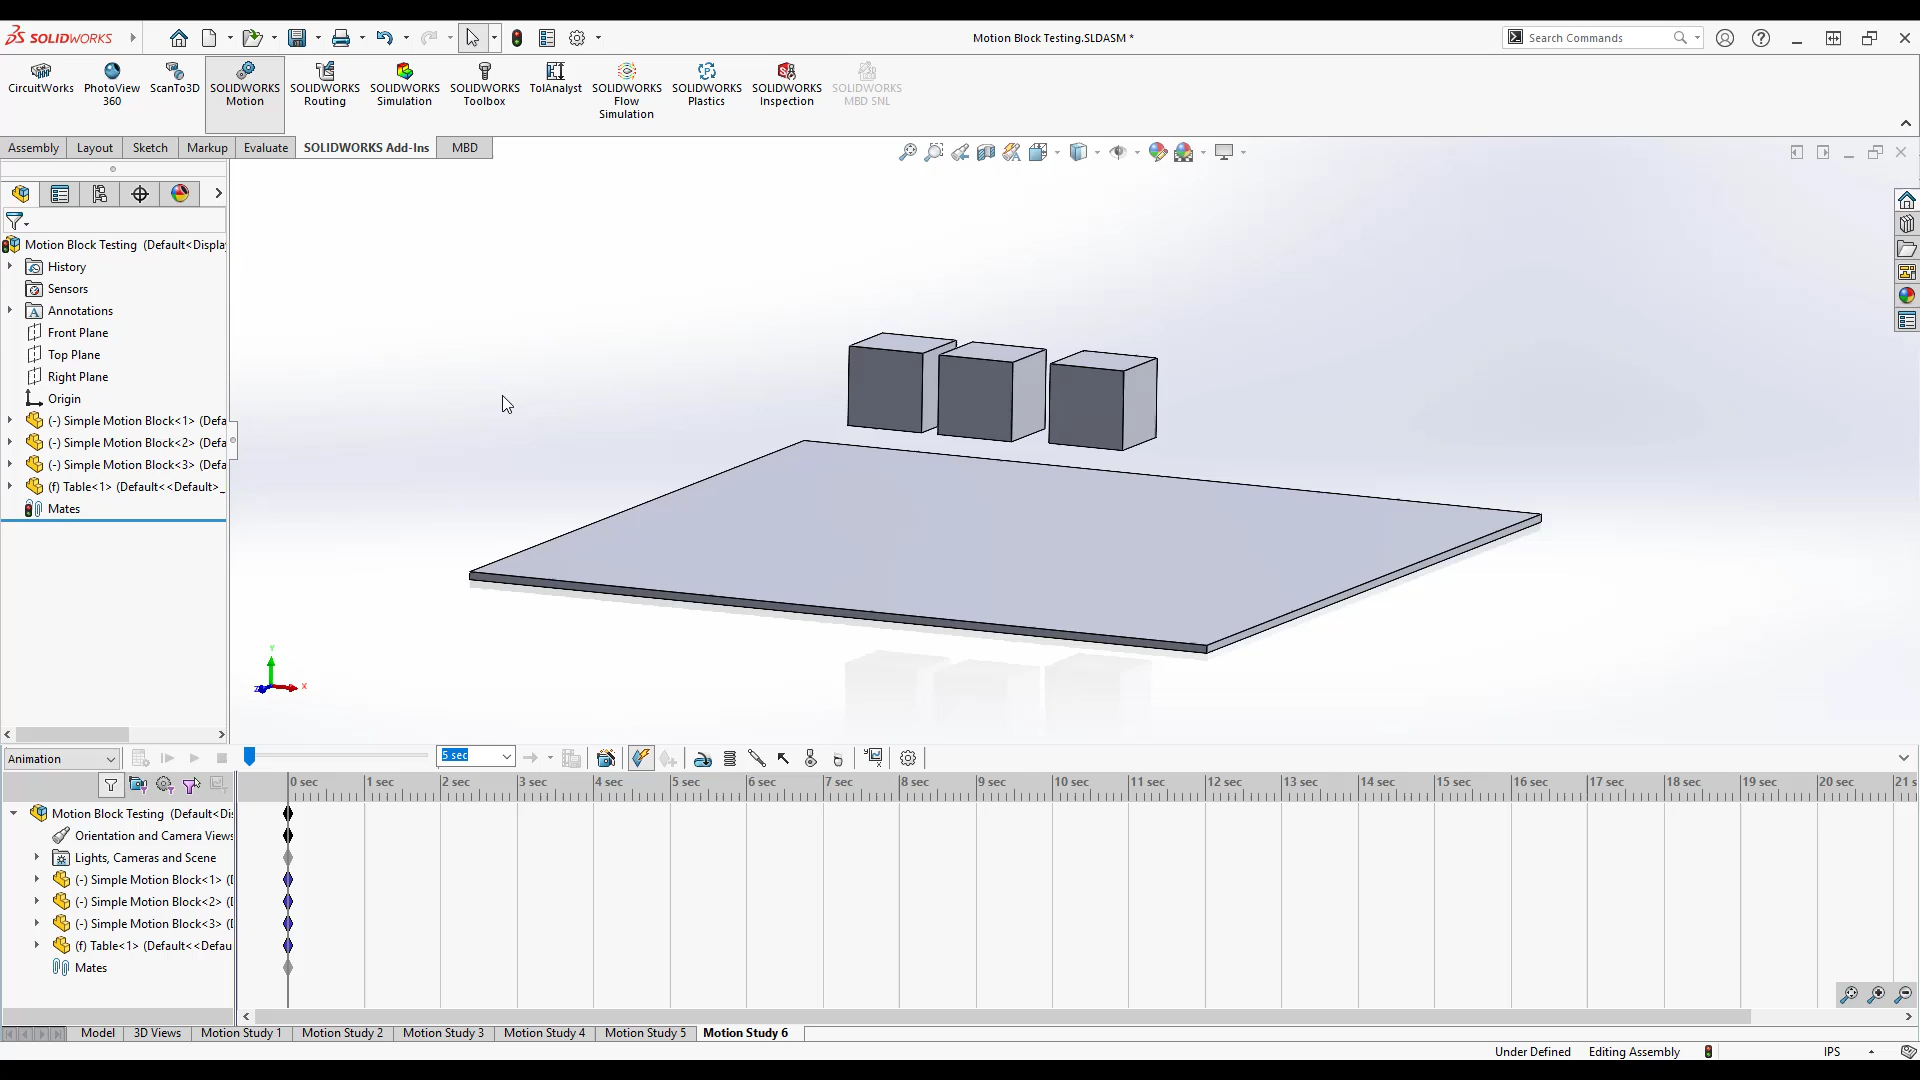 SOLIDWORKS
Motion Block Testing.SLDASM *
Search Commands
CircuitWorks
PhotoView 360
ScanTo3D
SOLIDWORKS Motion
SOLIDWORKS Routing
SOLIDWORKS Simulation
SOLIDWORKS Toolbox
TolAnalyst
SOLIDWORKS Flow Simulation
SOLIDWORKS Plastics
SOLIDWORKS Inspection
SOLIDWORKS MBD SNL
Assembly Layout Sketch Markup Evaluate SOLIDWORKS Add-Ins MBD
Motion Block Testing (Default<Displa
History
Sensors
Annotations
Front Plane
Top Plane
Right Plane
Origin
(-) Simple Motion Block<1> (Defa
(-) Simple Motion Block<2> (Defa
(-) Simple Motion Block<3> (Defa
(f) Table<1> (Default<<Default>_
Mates
Y
X
Z
Animation
5 sec
0 sec 1 sec 2 sec 3 sec 4 sec 5 sec 6 sec 7 sec 8 sec 9 sec 10 sec 11 sec 12 sec 13 sec 14 sec 15 sec 16 sec 17 sec 18 sec 19 sec 20 sec 21 s
Motion Block Testing (Default<Di
Orientation and Camera Views
Lights, Cameras and Scene
(-) Simple Motion Block<1> (D
(-) Simple Motion Block<2> (D
(-) Simple Motion Block<3> (D
(f) Table<1> (Default<<Defau
Mates
Model 3D Views Motion Study 1 Motion Study 2 Motion Study 3 Motion Study 4 Motion Study 5 Motion Study 6
Under Defined Editing Assembly IPS